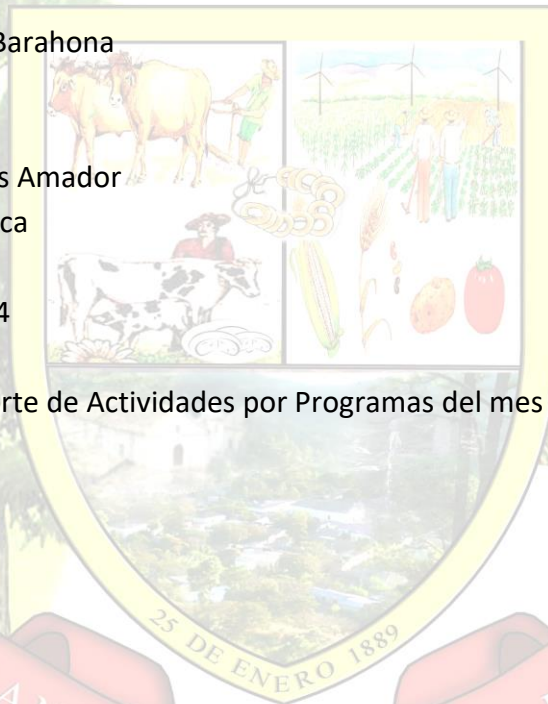 Barahona
s Amador
ca
4
rte de Actividades por Programas del mes
25 DE ENERO 1889